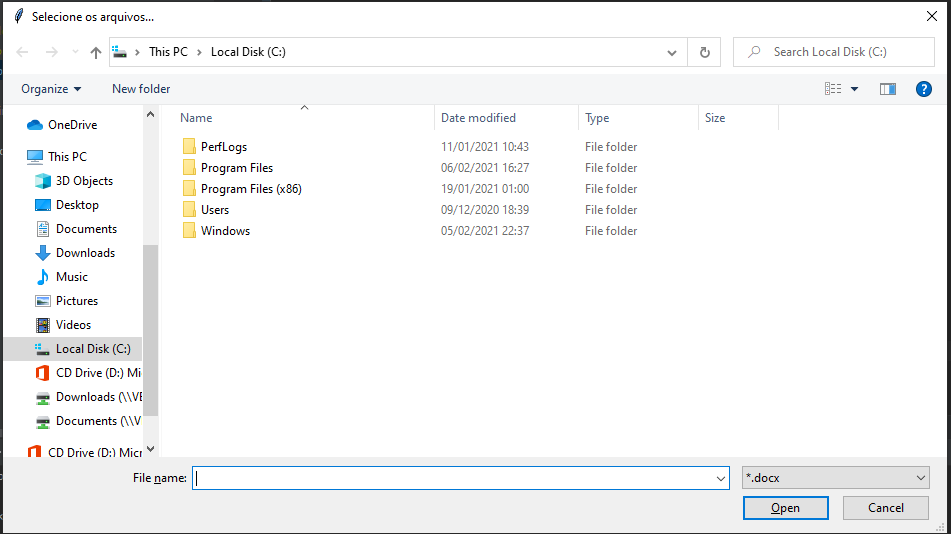 Selecione os arquivos...
This PC > Local Disk (C:)
Search Local Disk (C:)
Organize
New folder
OneDrive
This PC
3D Objects
Desktop
Documents
Downloads
Music
Pictures
Videos
Local Disk (C:)
CD Drive (D:) Mi
Downloads (\\VE
Documents (\\V
CD Drive (D:) Micr
Name Date modified Type Size
PerfLogs 11/01/2021 10:43 File folder
Program Files 06/02/2021 16:27 File folder
Program Files (x86) 19/01/2021 01:00 File folder
Users 09/12/2020 18:39 File folder
Windows 05/02/2021 22:37 File folder
File name:
*.docx
Open
Cancel